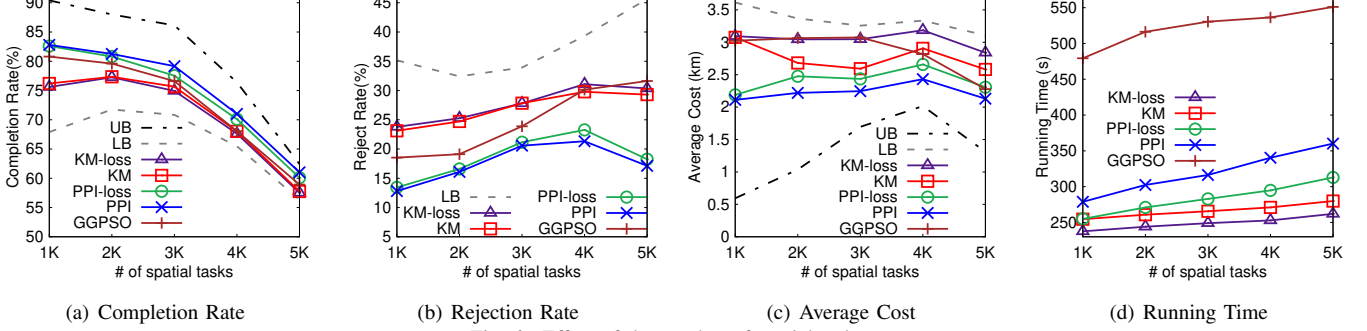 90
85
80
75
70
65
60
55
50
Completion Rate(%)
UB
LB
KM-loss
KM
PPI-loss
PPI
GGPSO
1K 2K 3K 4K 5K
# of spatial tasks
(a) Completion Rate
45
40
35
30
25
20
15
10
5
Reject Rate(%)
LB
KM-loss
KM
PPI-loss
PPI
GGPSO
1K 2K 3K 4K 5K
# of spatial tasks
(b) Rejection Rate
3.5
3
2.5
2
1.5
1
0.5
0
Average Cost (km)
UB
LB
KM-loss
KM
PPI-loss
PPI
GGPSO
1K 2K 3K 4K 5K
# of spatial tasks
(c) Average Cost
550
500
450
400
350
300
250
Running Time (s)
KM-loss
KM
PPI-loss
PPI
GGPSO
1K 2K 3K 4K 5K
# of spatial tasks
(d) Running Time